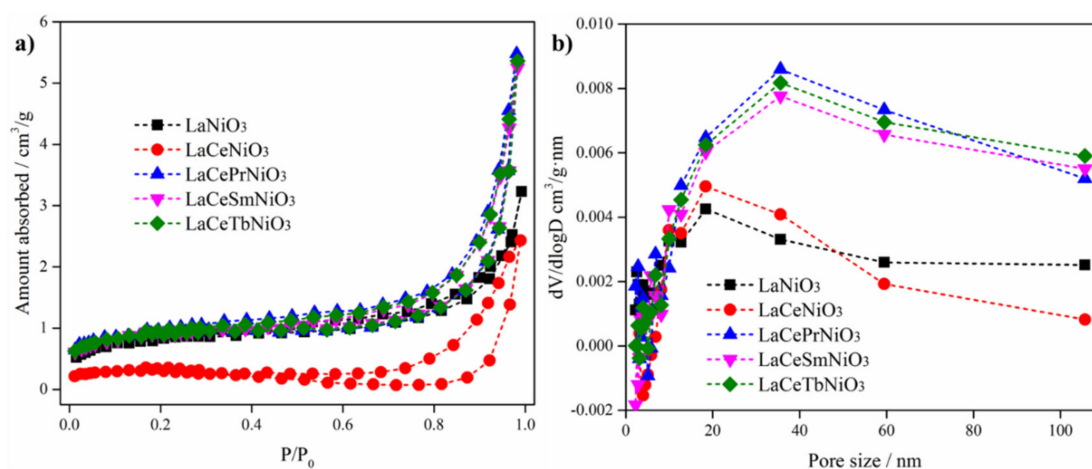 a)
Amount absorbed / cm³/g
6
5
4
3
2
1
0
LaNiO₃
LaCeNiO₃
LaCePrNiO₃
LaCeSmNiO₃
LaCeTbNiO₃
0.0 0.2 0.4 0.6 0.8 1.0
P/P₀
b)
dV/dlogD cm³/g·nm
0.010
0.008
0.006
0.004
0.002
0.000
-0.002
LaNiO₃
LaCeNiO₃
LaCePrNiO₃
LaCeSmNiO₃
LaCeTbNiO₃
0 20 40 60 80 100
Pore size / nm